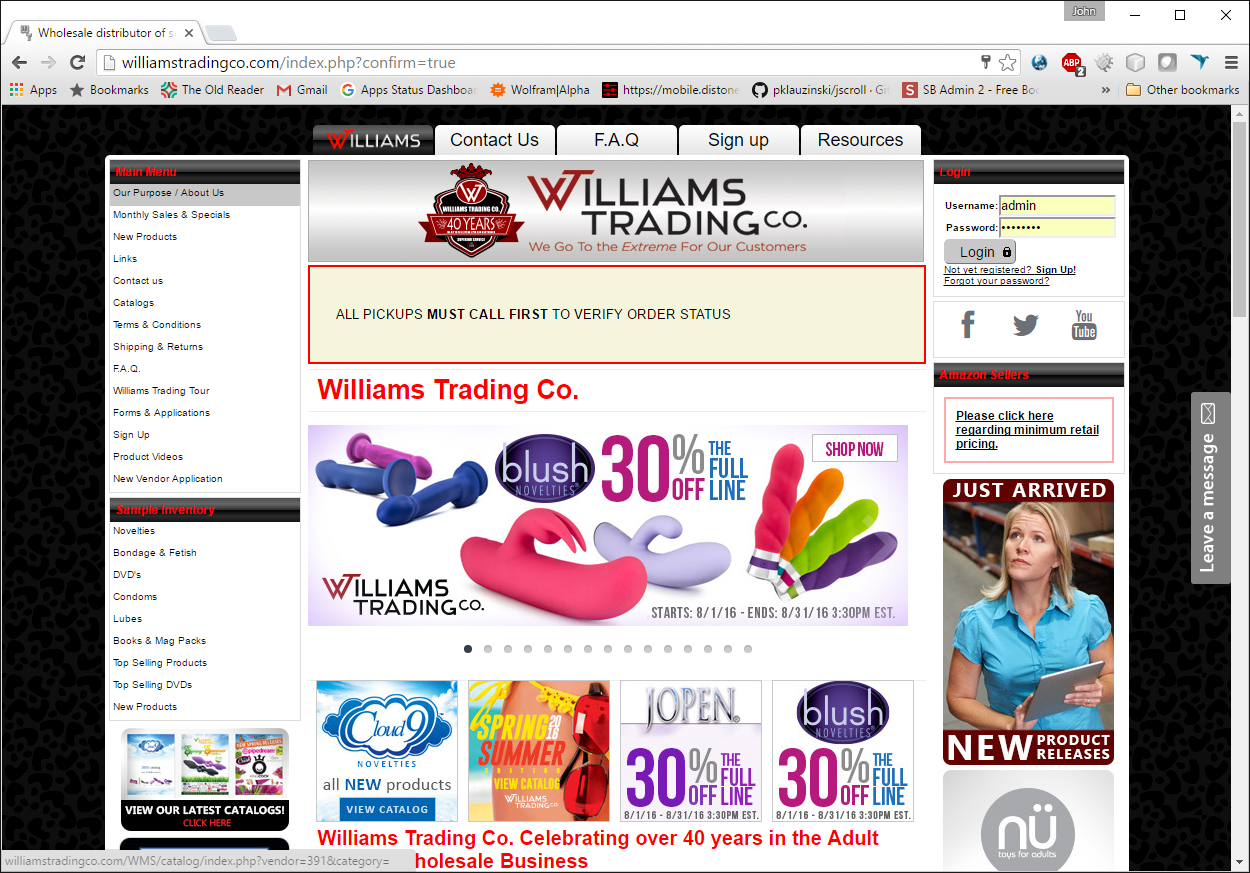 John
Wholesale distributor of s
williamstradingco.com/index.php?confirm=true
ABP
2
Apps
Bookmarks
The Old Reader
Gmail
Apps Status Dashboa
Wolfram|Alpha
https://mobile.distone
pklauzinski/jscroll · Git
SB Admin 2 - Free Bo
»
Other bookmarks
WILLIAMS
Contact Us
F.A.Q
Sign up
Resources
Main Menu
Our Purpose / About Us
Monthly Sales & Specials
New Products
Links
Contact us
Catalogs
Terms & Conditions
Shipping & Returns
F.A.Q.
Williams Trading Tour
Forms & Applications
Sign Up
Product Videos
New Vendor Application
Sample Inventory
Novelties
Bondage & Fetish
DVD's
Condoms
Lubes
Books & Mag Packs
Top Selling Products
Top Selling DVDs
New Products
VIEW OUR LATEST CATALOGS!
CLICK HERE
williamstradingco.com/WMS/catalog/index.php?vendor=391&category=
W
WILLIAMS TRADING CO.
40 YEARS
SUPERIOR SERVICE
WILLIAMS
TRADING CO.
We Go To the Extreme For Our Customers
ALL PICKUPS MUST CALL FIRST TO VERIFY ORDER STATUS
Williams Trading Co.
blush
NOVELTIES
30% OFF THE FULL LINE
SHOP NOW
WILLIAMS
TRADING CO.
STARTS: 8/1/16 - ENDS: 8/31/16 3:30PM EST.
Cloud 9
NOVELTIES
all NEW products
VIEW CATALOG
SPRING 2016
SUMMER
EDITION
VIEW CATALOG
WILLIAMS
TRADING CO.
JOPEN.
30% OFF THE FULL LINE
8/1/16 - ENDS: 8/31/16 3:30PM EST.
blush
NOVELTIES
30% OFF THE FULL LINE
8/1/16 - ENDS: 8/31/16 3:30PM EST.
Williams Trading Co. Celebrating over 40 years in the Adult
holesale Business
Login
Username: admin
Password: ••••••••
Login
Not yet registered? Sign Up!
Forgot your password?
f
You
Tube
Amazon Sellers
Please click here
regarding minimum retail
pricing.
JUST ARRIVED
NEW PRODUCT
RELEASES
nü
toys for adults
Leave a message